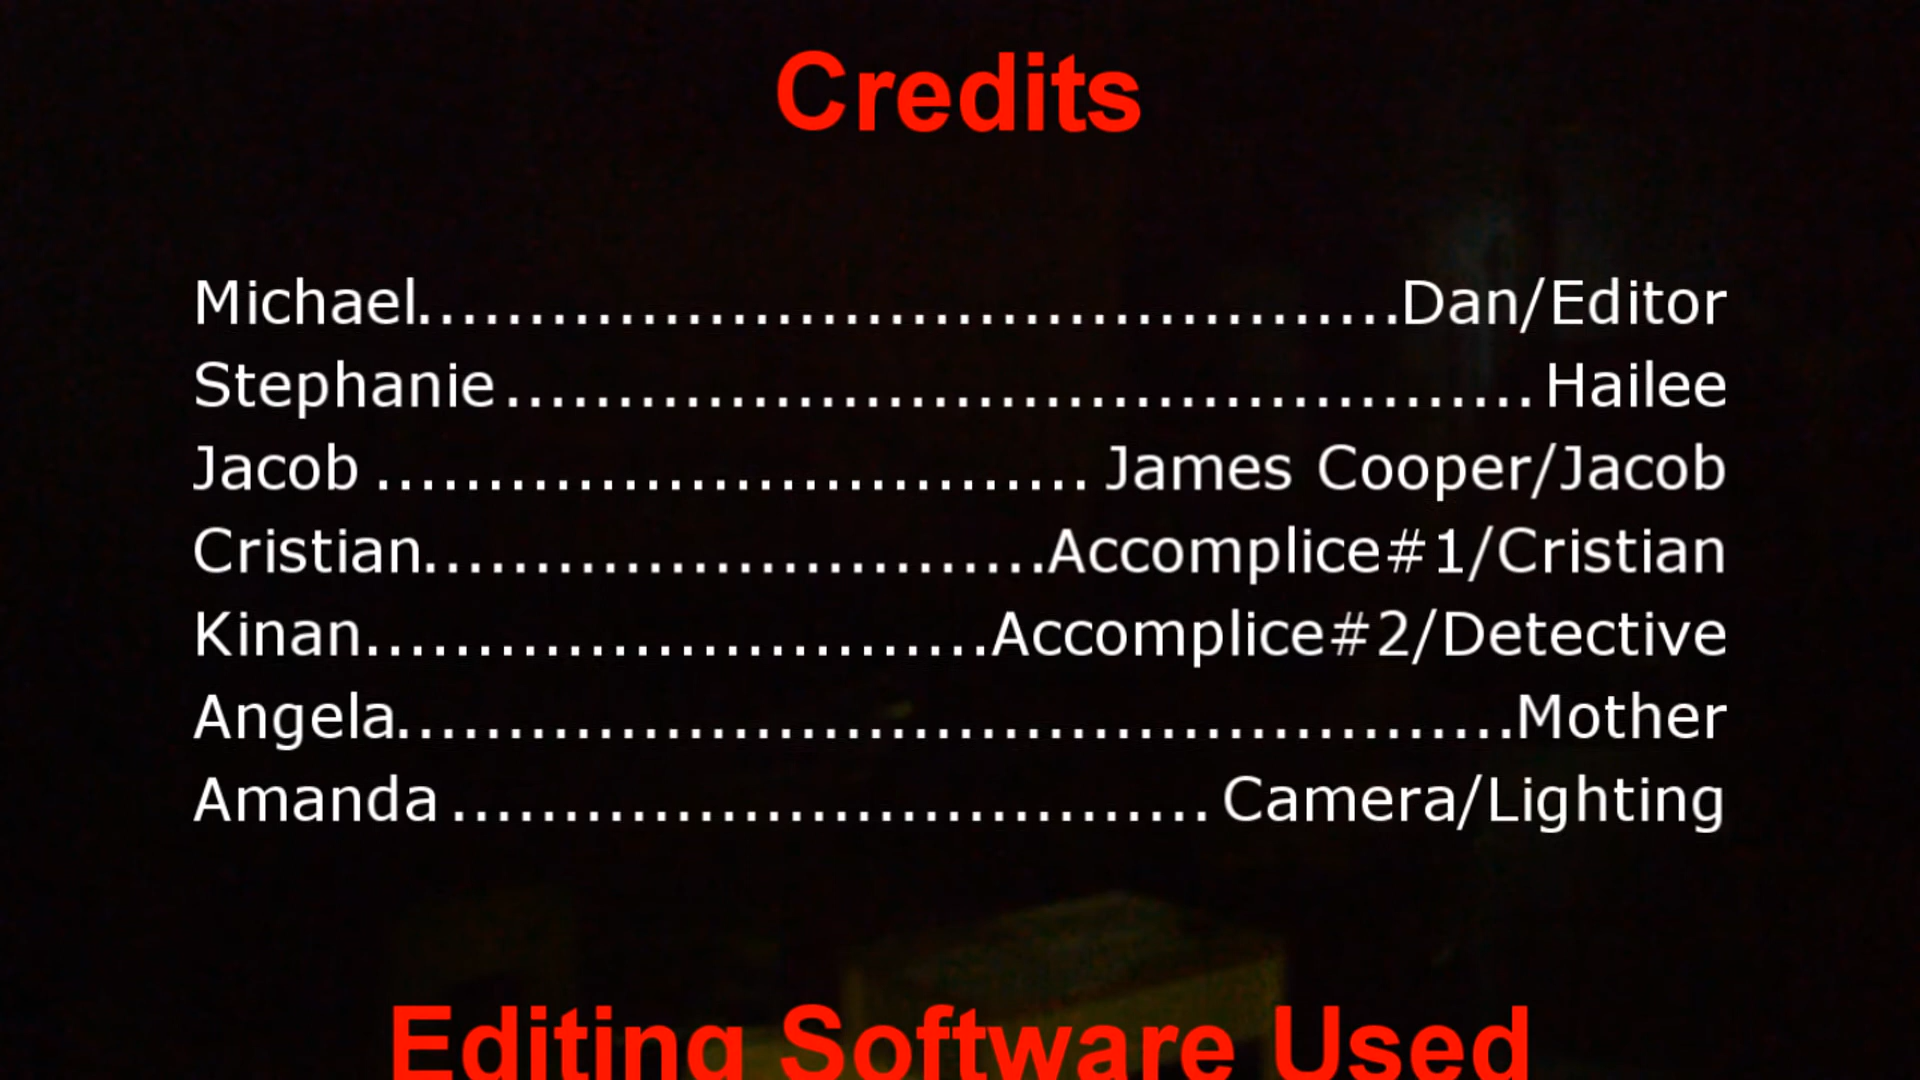 Credits
Michael............................................Dan/Editor
Stephanie..............................................Hailee
Jacob ................................ James Cooper/Jacob
Cristian............................Accomplice#1/Cristian
Kinan............................Accomplice#2/Detective
Angela..................................................Mother
Amanda .................................. Camera/Lighting
Editing Software Used